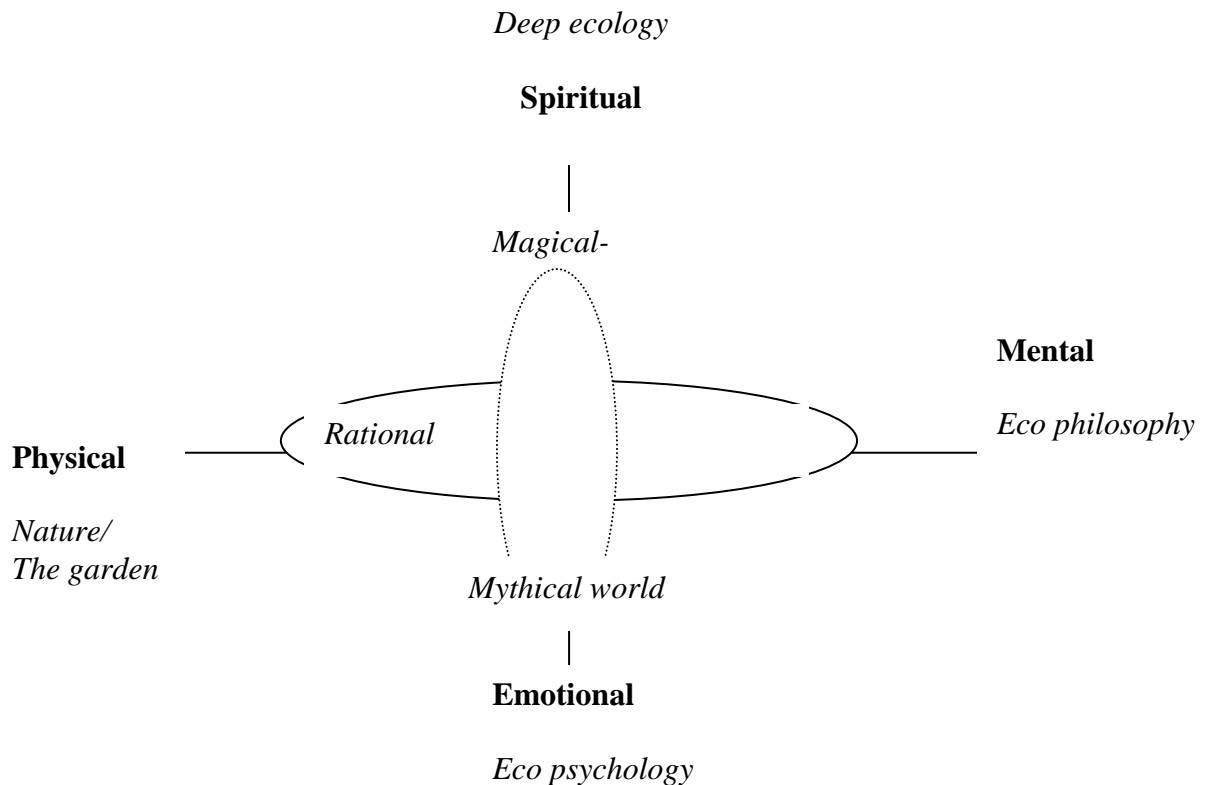 Deep ecology
Spiritual
Magical-
Mental
Rational
Eco philosophy
Physical
Nature/
The garden
Mythical world
Emotional
Eco psychology